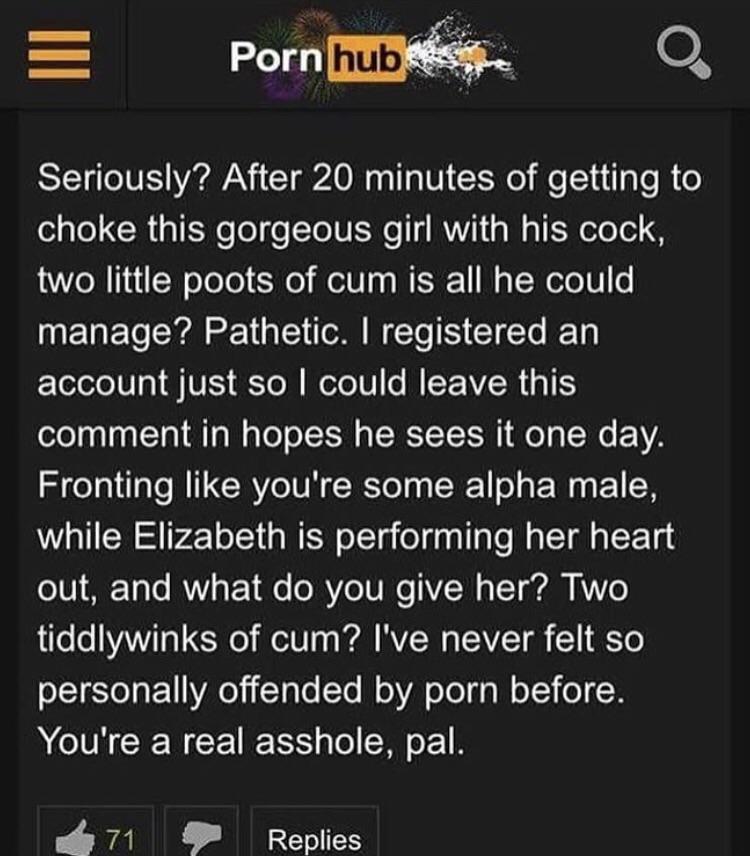 Porn hub
Seriously? After 20 minutes of getting to
choke this gorgeous girl with his cock,
two little poots of cum is all he could
manage? Pathetic. I registered an
account just so I could leave this
comment in hopes he sees it one day.
Fronting like you're some alpha male,
while Elizabeth is performing her heart
out, and what do you give her? Two
tiddlywinks of cum? I've never felt so
personally offended by porn before.
You're a real asshole, pal.
71 Replies